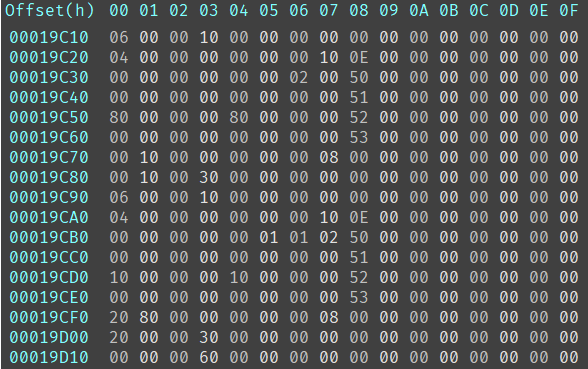 Offset(h) 00 01 02 03 04 05 06 07 08 09 0A 0B 0C 0D 0E 0F
00019C10 06 00 00 10 00 00 00 00 00 00 00 00 00 00 00 00
00019C20 04 00 00 00 00 00 00 10 0E 00 00 00 00 00 00 00
00019C30 00 00 00 00 00 00 02 00 50 00 00 00 00 00 00 00
00019C40 00 00 00 00 00 00 00 00 51 00 00 00 00 00 00 00
00019C50 80 00 00 00 80 00 00 00 52 00 00 00 00 00 00 00
00019C60 00 00 00 00 00 00 00 00 53 00 00 00 00 00 00 00
00019C70 00 10 00 00 00 00 00 08 00 00 00 00 00 00 00 00
00019C80 00 10 00 30 00 00 00 00 00 00 00 00 00 00 00 00
00019C90 06 00 00 10 00 00 00 00 00 00 00 00 00 00 00 00
00019CA0 04 00 00 00 00 00 00 10 0E 00 00 00 00 00 00 00
00019CB0 00 00 00 00 00 01 01 02 50 00 00 00 00 00 00 00
00019CC0 00 00 00 00 00 00 00 00 51 00 00 00 00 00 00 00
00019CD0 10 00 00 00 10 00 00 00 52 00 00 00 00 00 00 00
00019CE0 00 00 00 00 00 00 00 00 53 00 00 00 00 00 00 00
00019CF0 20 80 00 00 00 00 00 08 00 00 00 00 00 00 00 00
00019D00 20 00 00 30 00 00 00 00 00 00 00 00 00 00 00 00
00019D10 00 00 00 60 00 00 00 00 00 00 00 00 00 00 00 00